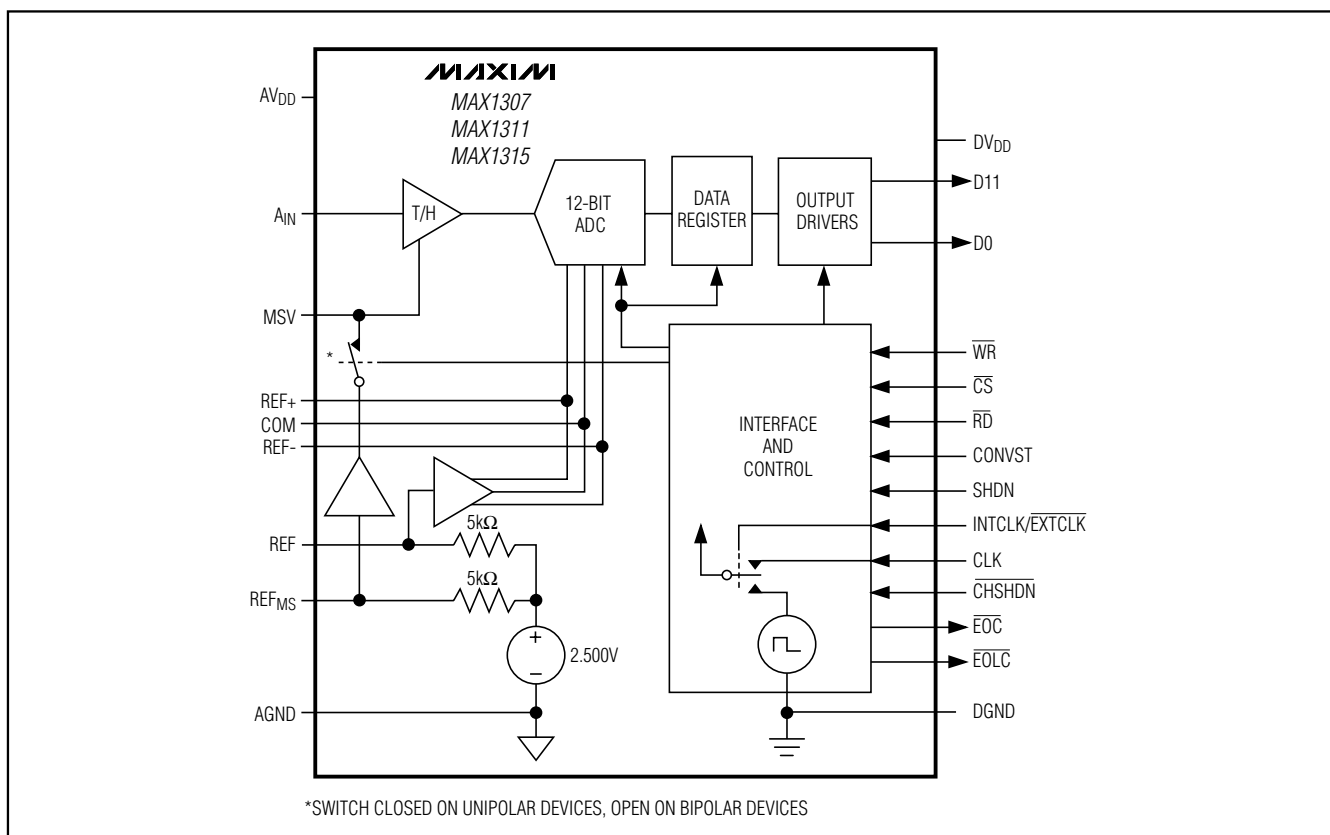 MAXIM
MAX1307
MAX1311
MAX1315
AVDD
DVDD
D11
D0
AIN
T/H
12-BIT
ADC
DATA
REGISTER
OUTPUT
DRIVERS
MSV
*
REF+
COM
REF-
REF
REFMS
5kΩ
5kΩ
+
−
2.500V
AGND
INTERFACE
AND
CONTROL
WR
CS
RD
CONVST
SHDN
INTCLK/EXTCLK
CLK
CHSHDN
EOC
EOLC
DGND
*SWITCH CLOSED ON UNIPOLAR DEVICES, OPEN ON BIPOLAR DEVICES